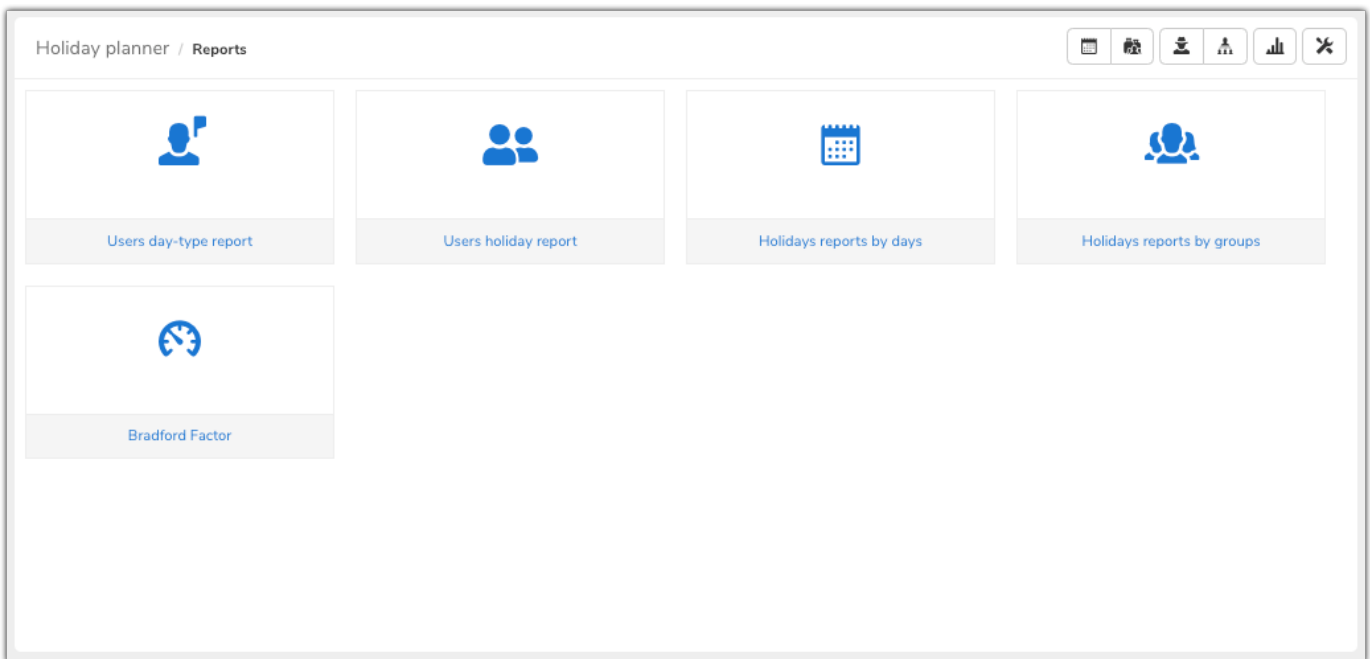 Holiday planner / Reports
Users day-type report
Users holiday report
Holidays reports by days
Holidays reports by groups
Bradford Factor